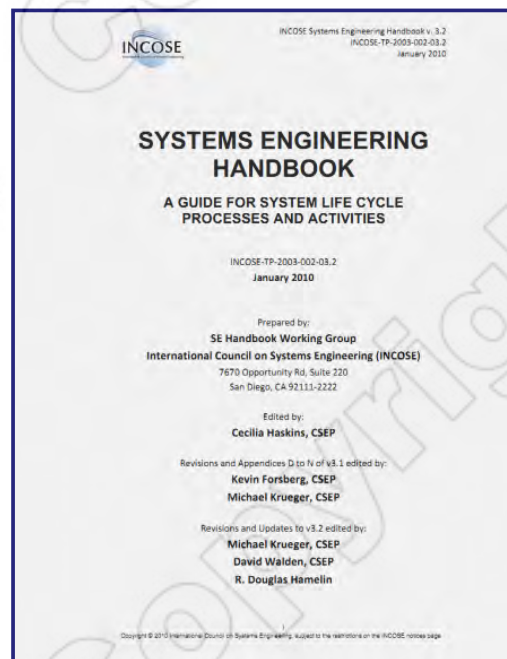 INCOSE
INCOSE Systems Engineering Handbook v. 3.2
INCOSE-TP-2003-002-03.2
January 2010
SYSTEMS ENGINEERING
HANDBOOK
A GUIDE FOR SYSTEM LIFE CYCLE
PROCESSES AND ACTIVITIES
INCOSE-TP-2003-002-03.2
January 2010
Prepared by:
SE Handbook Working Group
International Council on Systems Engineering (INCOSE)
7670 Opportunity Rd, Suite 220
San Diego, CA 92111-2222
Edited by:
Cecilia Haskins, CSEP
Revisions and Appendices D to N of v3.1 edited by:
Kevin Forsberg, CSEP
Michael Krueger, CSEP
Revisions and Updates to v3.2 edited by:
Michael Krueger, CSEP
David Walden, CSEP
R. Douglas Hamelin
Copyright © 2010 International Council on Systems Engineering, subject to the restrictions on the INCOSE notices page